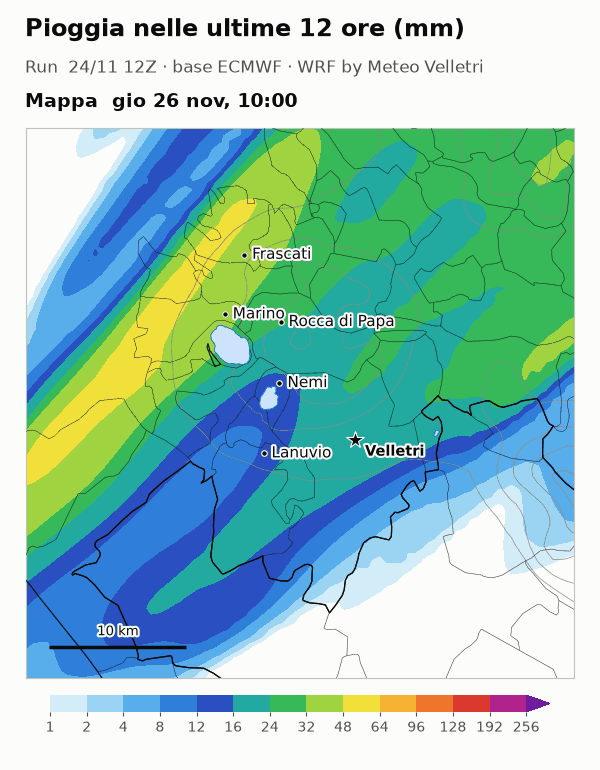 Pioggia nelle ultime 12 ore (mm)
Run  24/11 12Z · base ECMWF · WRF by Meteo Velletri
Mappa  gio 26 nov, 10:00
Frascati
Marino
Rocca di Papa
Nemi
Velletri
Lanuvio
10 km
1 2 4 8 12 16 24 32 48 64 96 128 192 256